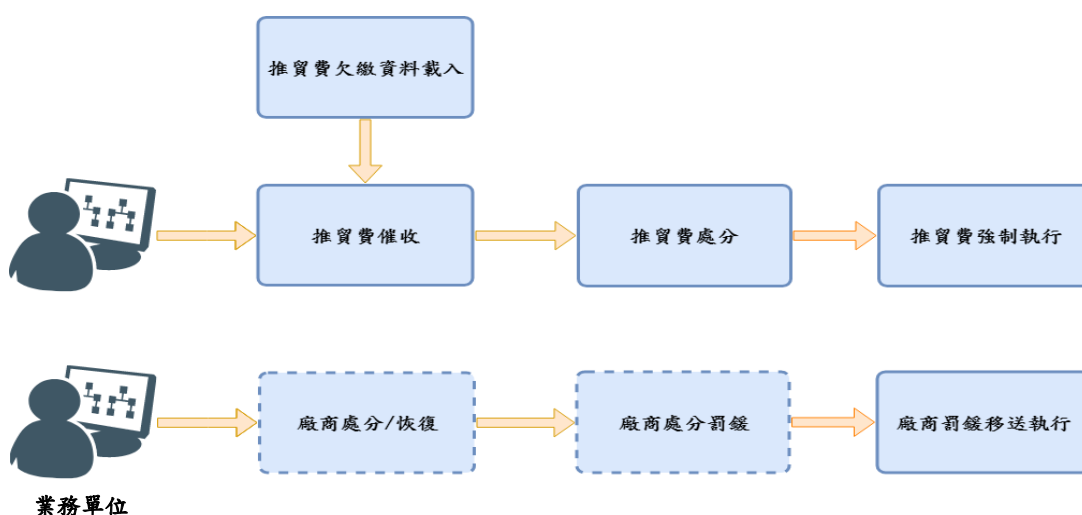 推貿費欠繳資料載入
推貿費催收
推貿費處分
推貿費強制執行
廠商處分/恢復
廠商處分罰鍰
廠商罰鍰移送執行
業務單位